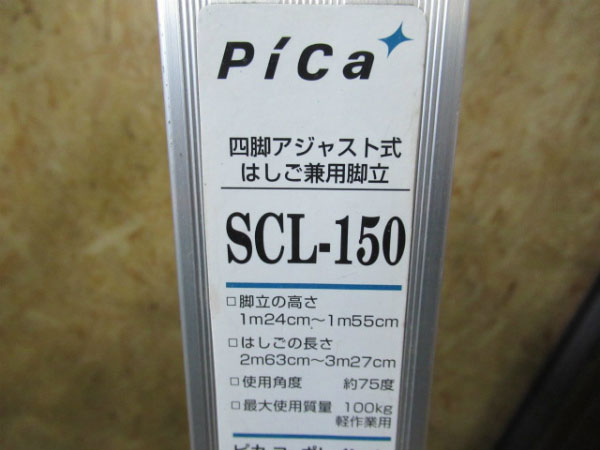 Pica
四脚アジャスト式
はしご兼用脚立
SCL-150
□脚立の高さ
1m24cm〜1m55cm
□はしごの長さ
2m63cm〜3m27cm
□使用角度 約75度
□最大使用質量 100kg
軽作業用